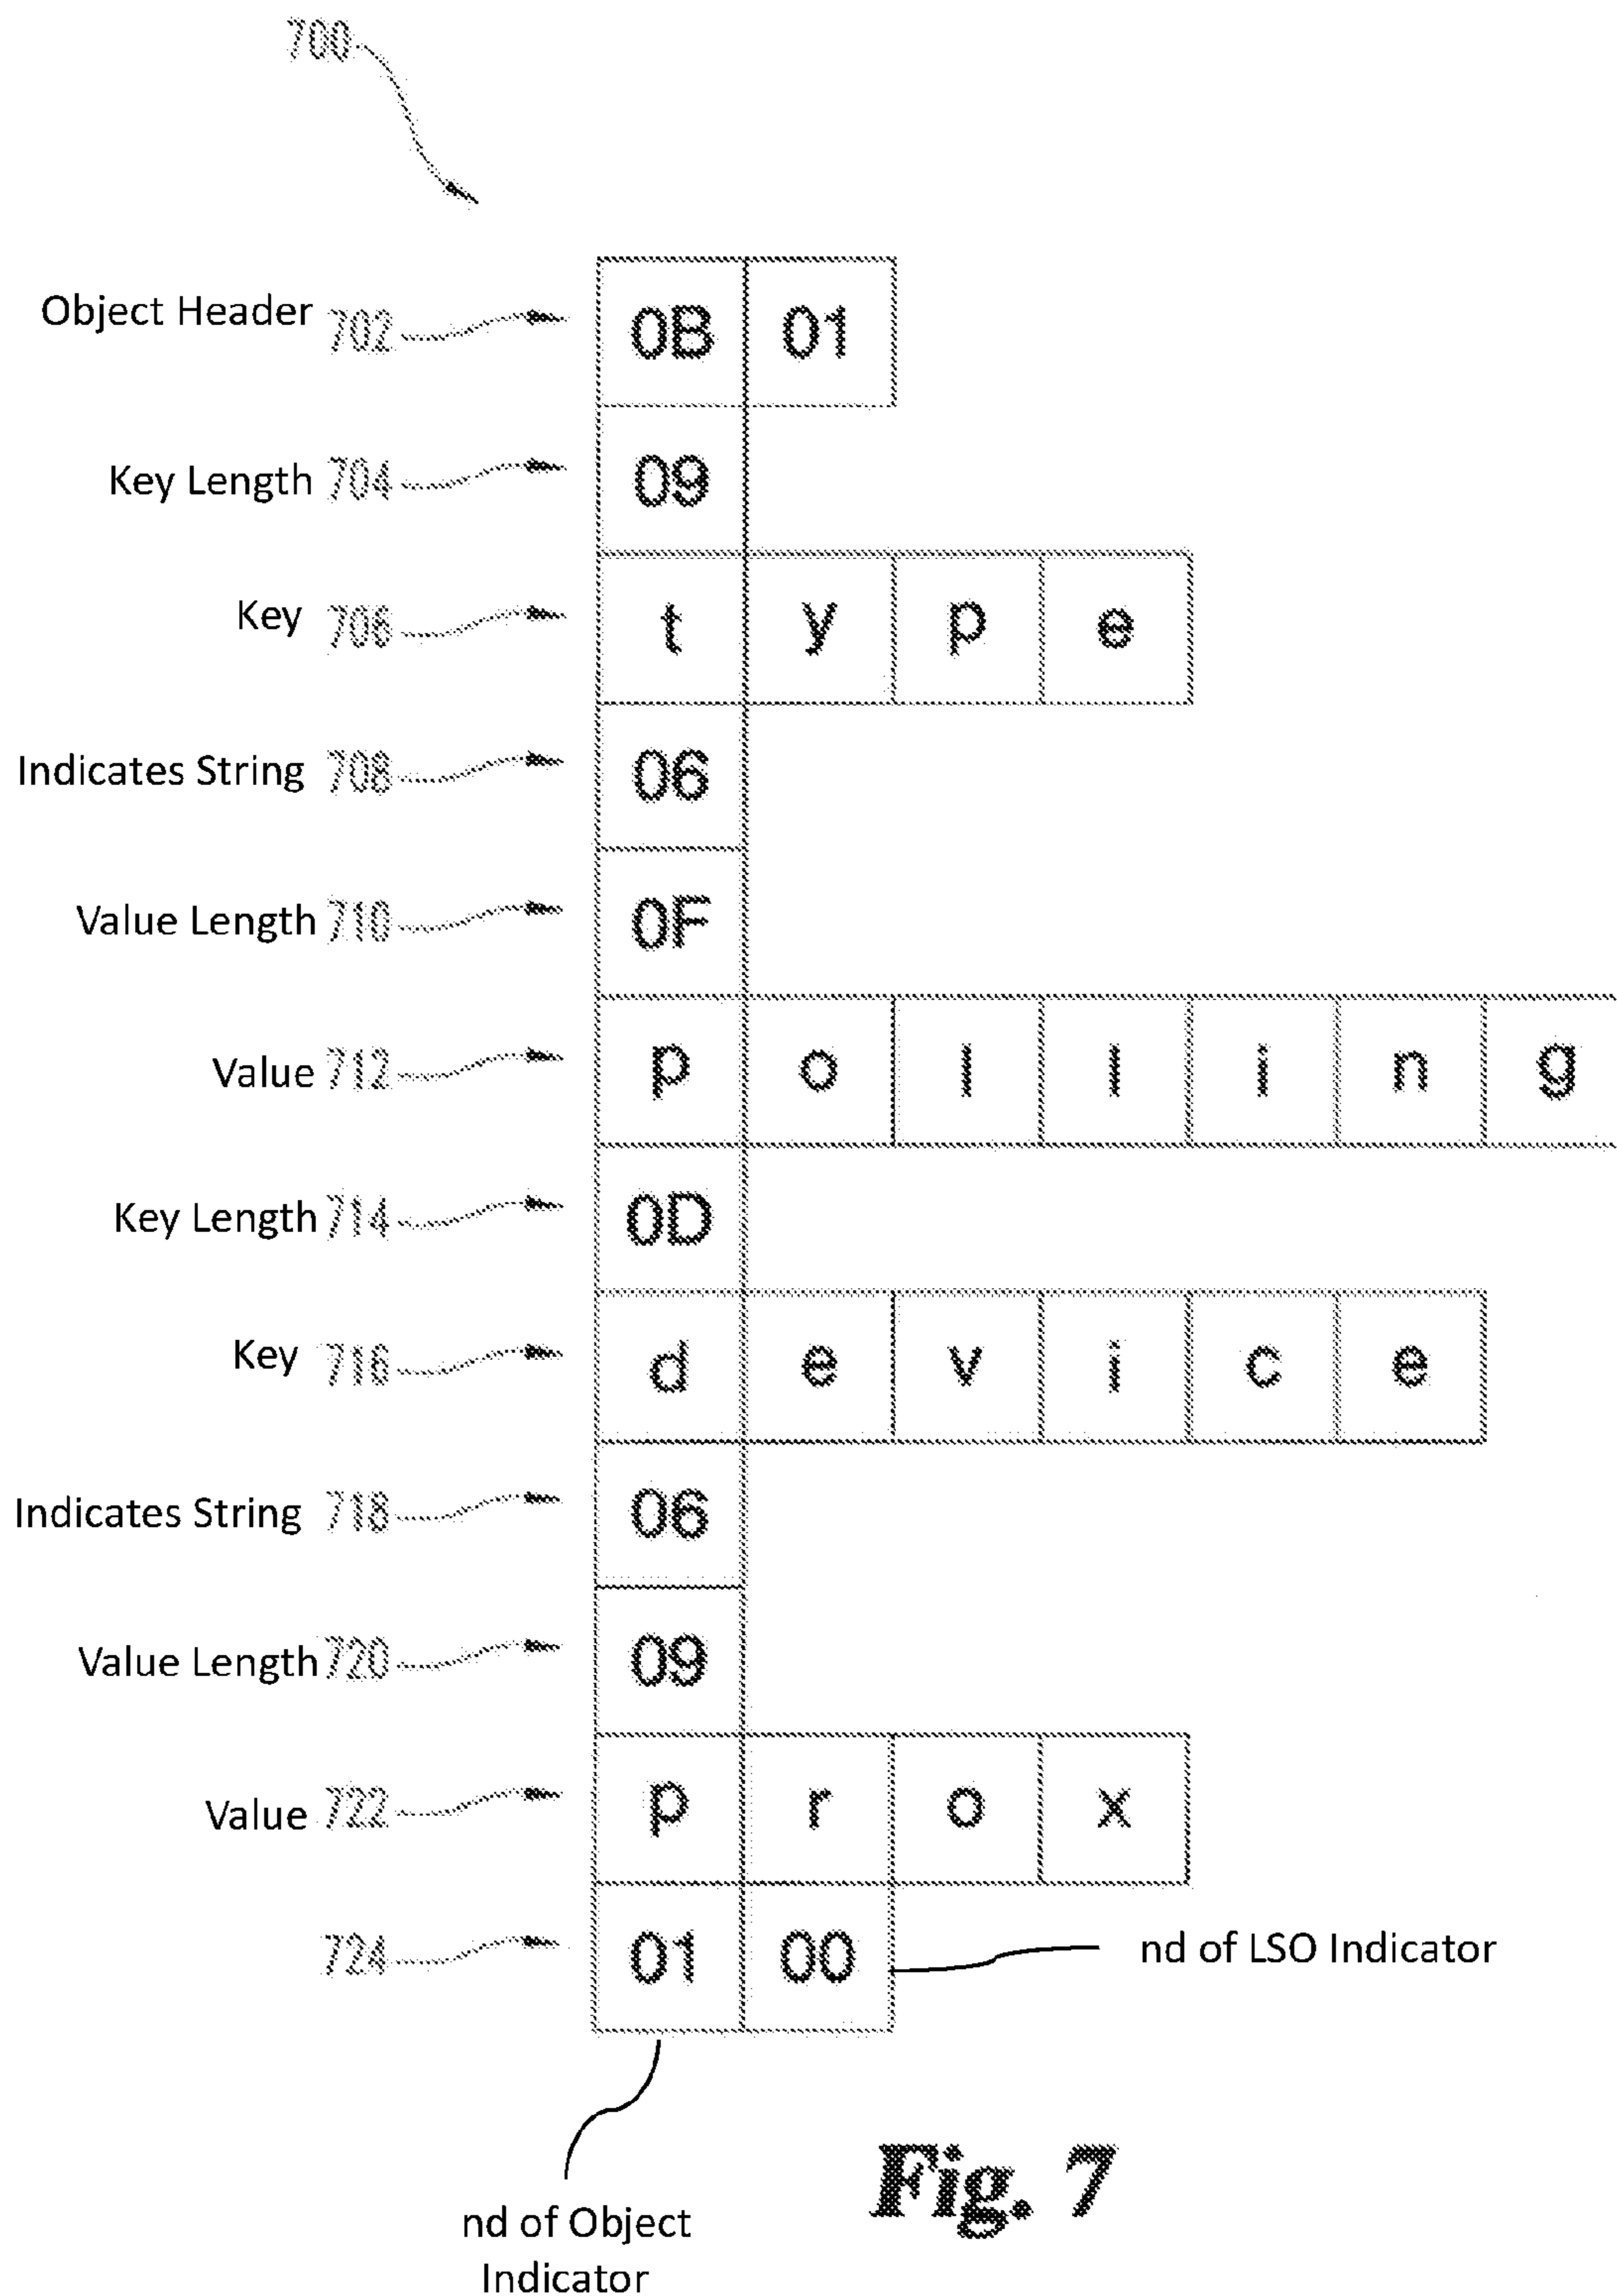 700
Object Header 702 0B 01
Key Length 704 09
Key 706 t y p e
Indicates String 708 06
Value Length 710 0F
Value 712 p o l l i n g
Key Length 714 0D
Key 716 d e v i c e
Indicates String 718 06
Value Length 720 09
Value 722 p r o x
724 01 00 nd of LSO Indicator
nd of Object
Indicator
Fig. 7